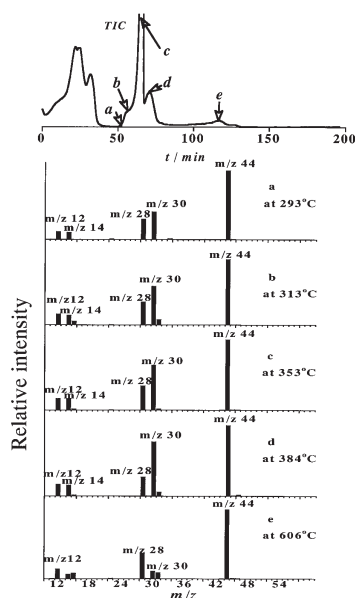 TIC
c
b
d
a
e
0 50 100 150 200
t / min
Relative intensity
m/z 44
a
at 293°C
m/z 12
m/z 14
m/z 28
m/z 30
m/z 44
b
at 313°C
m/z12
m/z 14
m/z 28
m/z 30
m/z 44
c
at 353°C
m/z12
m/z 14
m/z 28
m/z 30
m/z 44
d
at 384°C
m/z12
m/z 14
m/z 28
m/z 30
m/z 44
e
at 606°C
m/z12
m/z 28
m/z 30
12 18 24 30 36 42 48 54
m/z